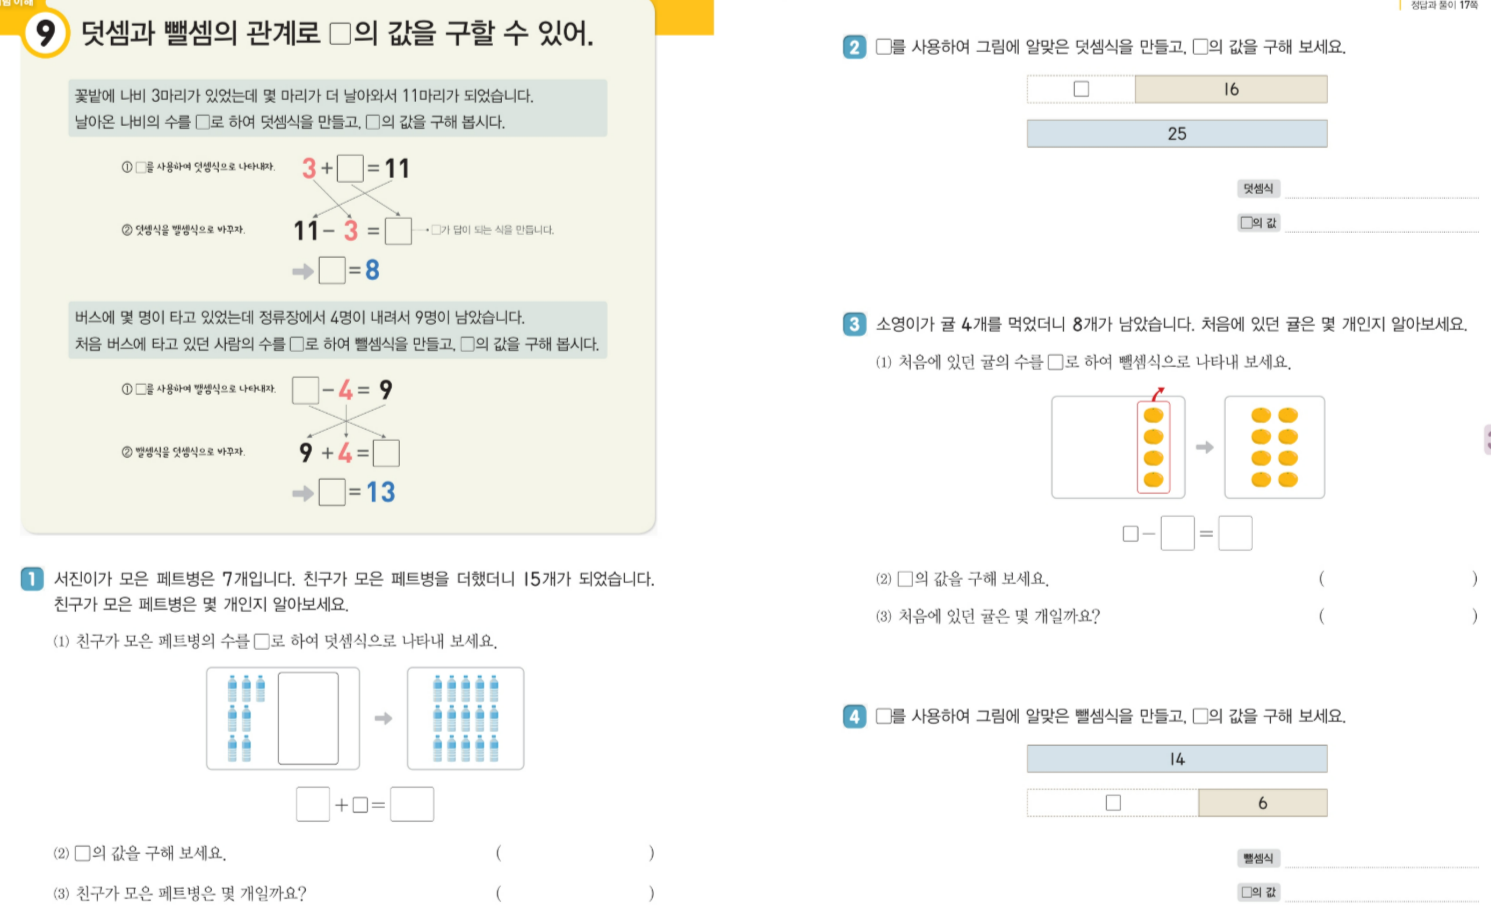 정답과 풀이 17쪽
9 덧셈과 뺄셈의 관계로 □의 값을 구할 수 있어.
꽃밭에 나비 3마리가 있었는데 몇 마리가 더 날아와서 11마리가 되었습니다.
날아온 나비의 수를 □로 하여 덧셈식을 만들고, □의 값을 구해 봅시다.
① □를 사용하여 덧셈식으로 나타내자. 3+□=11
② 덧셈식을 뺄셈식으로 바꾸자. 11-3=□ □가 답이 되는 식을 만듭니다.
➡ □=8
버스에 몇 명이 타고 있었는데 정류장에서 4명이 내려서 9명이 남았습니다.
처음 버스에 타고 있던 사람의 수를 □로 하여 뺄셈식을 만들고, □의 값을 구해 봅시다.
① □를 사용하여 뺄셈식으로 나타내자. □-4=9
② 뺄셈식을 덧셈식으로 바꾸자. 9+4=□
➡ □=13
1 서진이가 모은 페트병은 7개입니다. 친구가 모은 페트병을 더했더니 15개가 되었습니다.
친구가 모은 페트병은 몇 개인지 알아보세요.
(1) 친구가 모은 페트병의 수를 □로 하여 덧셈식으로 나타내 보세요.
□+□=□
(2) □의 값을 구해 보세요. ( )
(3) 친구가 모은 페트병은 몇 개일까요? ( )
2 □를 사용하여 그림에 알맞은 덧셈식을 만들고, □의 값을 구해 보세요.
□ 16
25
덧셈식
□의 값
3 소영이가 귤 4개를 먹었더니 8개가 남았습니다. 처음에 있던 귤은 몇 개인지 알아보세요.
(1) 처음에 있던 귤의 수를 □로 하여 뺄셈식으로 나타내 보세요.
□-□=□
(2) □의 값을 구해 보세요. ( )
(3) 처음에 있던 귤은 몇 개일까요? ( )
4 □를 사용하여 그림에 알맞은 뺄셈식을 만들고, □의 값을 구해 보세요.
14
□ 6
뺄셈식
□의 값